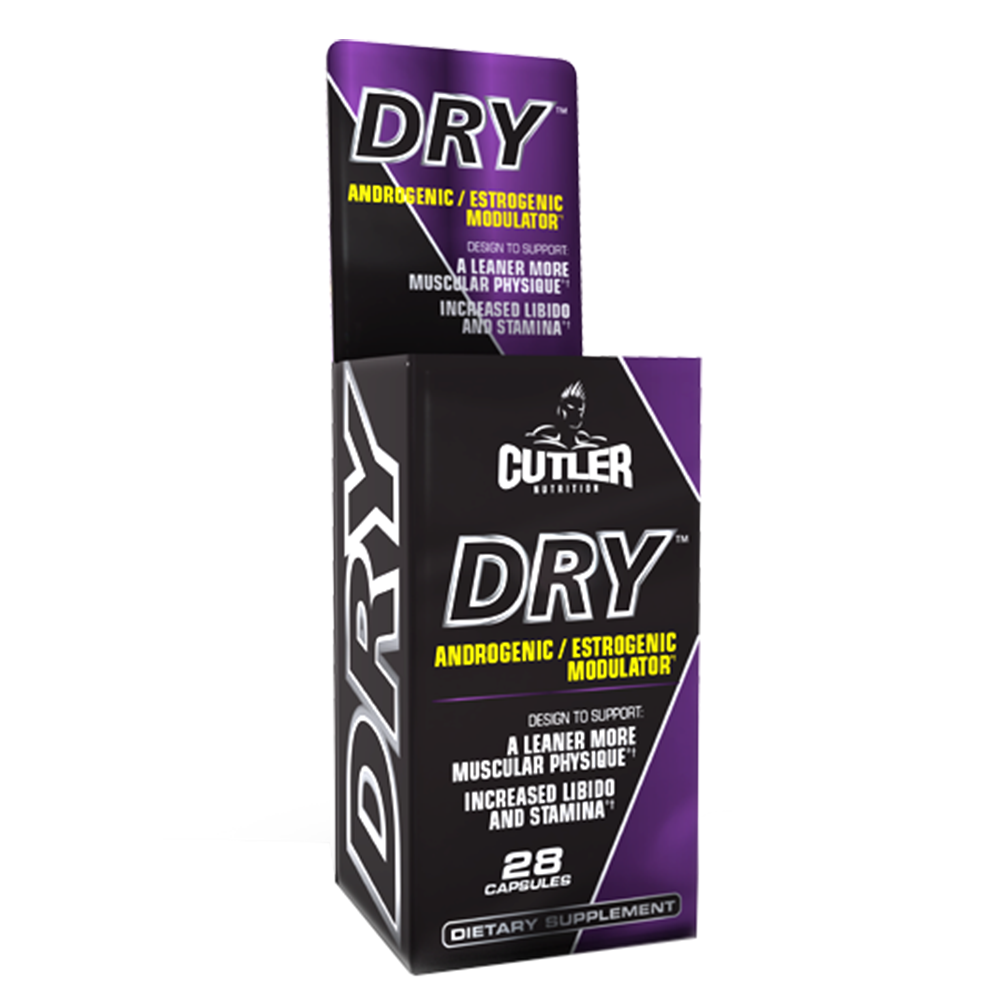 DRY™
ANDROGENIC / ESTROGENIC
MODULATOR*†
DESIGN TO SUPPORT:
A LEANER MORE
MUSCULAR PHYSIQUE*†
INCREASED LIBIDO
AND STAMINA*†
DRY
CUTLER
NUTRITION
DRY™
ANDROGENIC / ESTROGENIC
MODULATOR*†
DESIGN TO SUPPORT:
A LEANER MORE
MUSCULAR PHYSIQUE*†
INCREASED LIBIDO
AND STAMINA*†
28
CAPSULES
DIETARY SUPPLEMENT